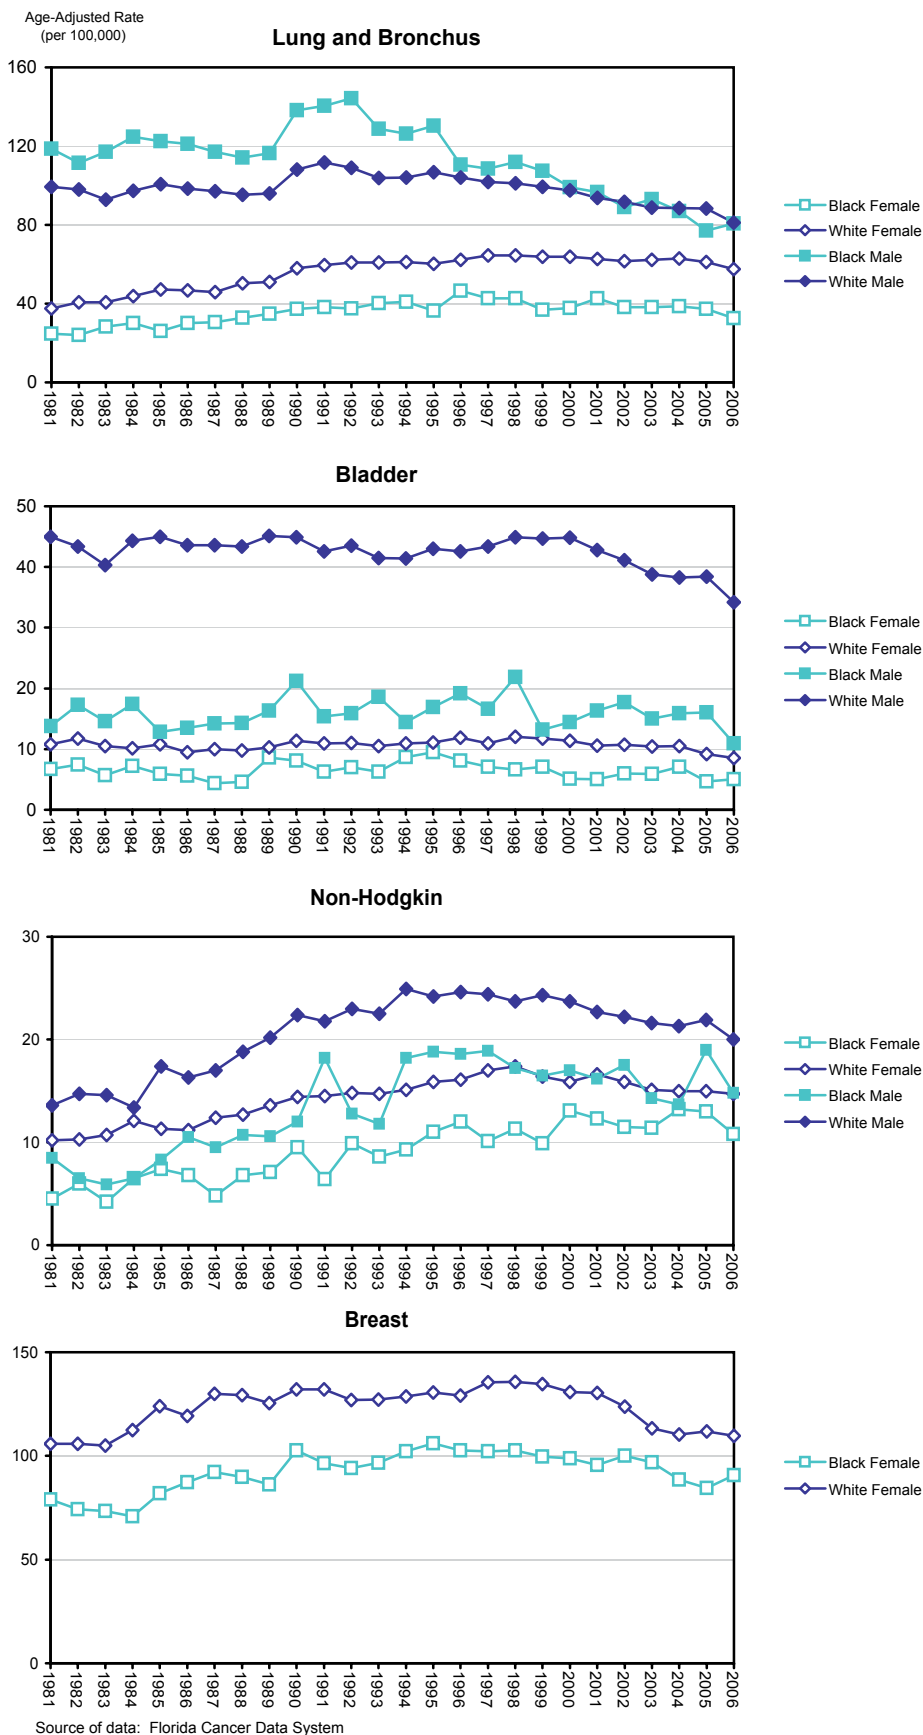 Age-Adjusted Rate
(per 100,000)
Lung and Bronchus
160
120
80
40
0
1981 1982 1983 1984 1985 1986 1987 1988 1989 1990 1991 1992 1993 1994 1995 1996 1997 1998 1999 2000 2001 2002 2003 2004 2005 2006
Black Female
White Female
Black Male
White Male
Bladder
50
40
30
20
10
0
1981 1982 1983 1984 1985 1986 1987 1988 1989 1990 1991 1992 1993 1994 1995 1996 1997 1998 1999 2000 2001 2002 2003 2004 2005 2006
Black Female
White Female
Black Male
White Male
Non-Hodgkin
30
20
10
0
1981 1982 1983 1984 1985 1986 1987 1988 1989 1990 1991 1992 1993 1994 1995 1996 1997 1998 1999 2000 2001 2002 2003 2004 2005 2006
Black Female
White Female
Black Male
White Male
Breast
150
100
50
0
1981 1982 1983 1984 1985 1986 1987 1988 1989 1990 1991 1992 1993 1994 1995 1996 1997 1998 1999 2000 2001 2002 2003 2004 2005 2006
Black Female
White Female
Source of data: Florida Cancer Data System